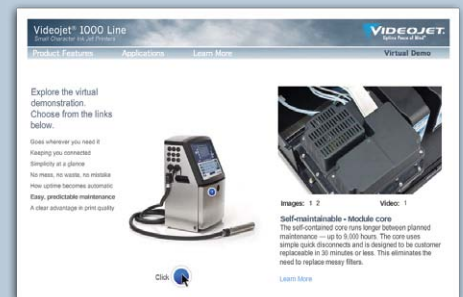 Videojet® 1000 Line
Small Character Ink Jet Printers
VIDEOJET.
Product Features Applications Learn More Virtual Demo
Explore the virtual
demonstration.
Choose from the links
below.
Goes wherever you need it
Keeping you connected
Simplicity at a glance
No mess, no waste, no mistake
How uptime becomes automatic
Easy, predictable maintenance
A clear advantage in print quality
Click
Images: 1 2 Video: 1
Self-maintainable • Module core
The self-contained core runs longer between planned
maintenance — up to 9,000 hours. The core uses
simple quick disconnects and is designed to be customer
replaceable in 30 minutes or less. This eliminates the
need to replace messy filters.
Learn More